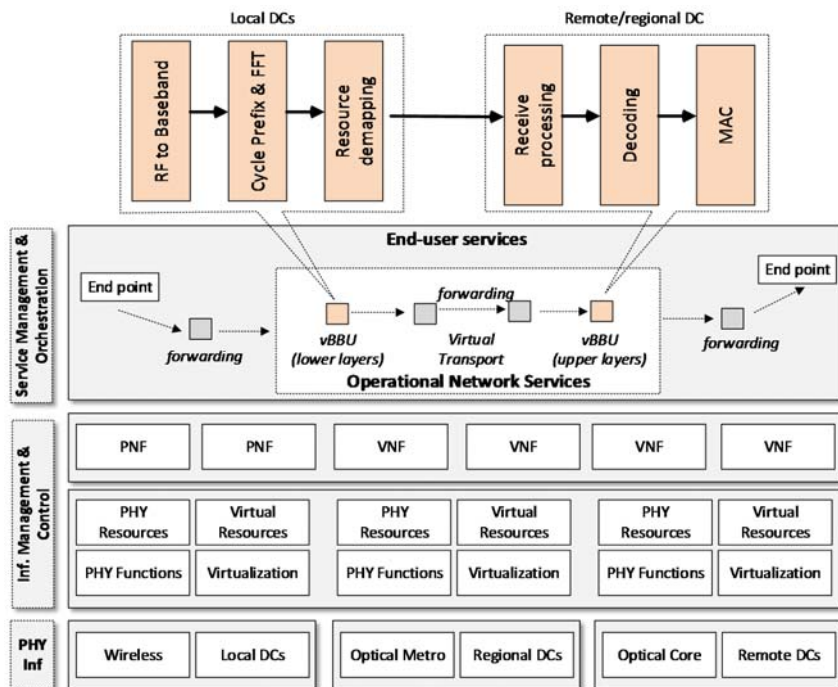 Local DCs
Remote/regional DC
RF to Baseband
Cycle Prefix & FFT
Resource
demapping
Receive
processing
Decoding
MAC
Service Management &
Orchestration
End-user services
End point
forwarding
vBBU
(lower layers)
forwarding
Virtual
Transport
vBBU
(upper layers)
Operational Network Services
forwarding
End point
Inf. Management &
Control
PNF
PNF
VNF
VNF
VNF
VNF
PHY
Resources
Virtual
Resources
PHY Resources
Virtual
Resources
PHY
Resources
Virtual
Resources
PHY Functions
Virtualization
PHY Functions
Virtualization
PHY Functions
Virtualization
PHY
Inf
Wireless
Local DCs
Optical Metro
Regional DCs
Optical Core
Remote DCs